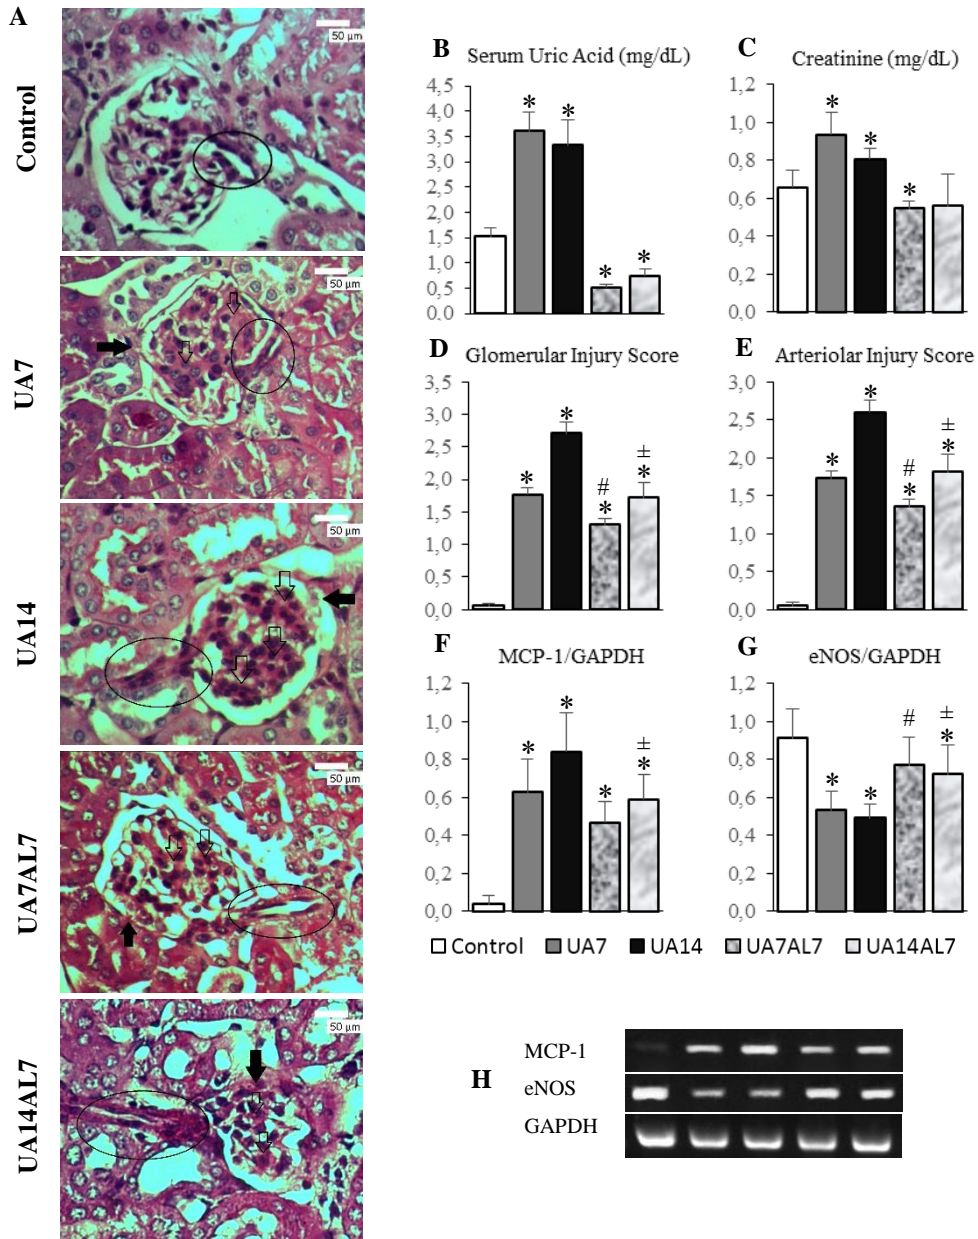 A
Control
50 µm
UA7
50 µm
UA14
50 µm
UA7AL7
50 µm
UA14AL7
50 µm
B
Serum Uric Acid (mg/dL)
4,5
4,0
3,5
3,0
2,5
2,0
1,5
1,0
0,5
0,0
* * * *
C
Creatinine (mg/dL)
1,2
1,0
0,8
0,6
0,4
0,2
0,0
* * *
D
Glomerular Injury Score
3,5
3,0
2,5
2,0
1,5
1,0
0,5
0,0
* * # * ± *
E
Arteriolar Injury Score
3,0
2,5
2,0
1,5
1,0
0,5
0,0
* * # * ± *
F
MCP-1/GAPDH
1,2
1,0
0,8
0,6
0,4
0,2
0,0
* * * ± *
G
eNOS/GAPDH
1,2
1,0
0,8
0,6
0,4
0,2
0,0
* * # ± *
Control UA7 UA14 UA7AL7 UA14AL7
H
MCP-1
eNOS
GAPDH